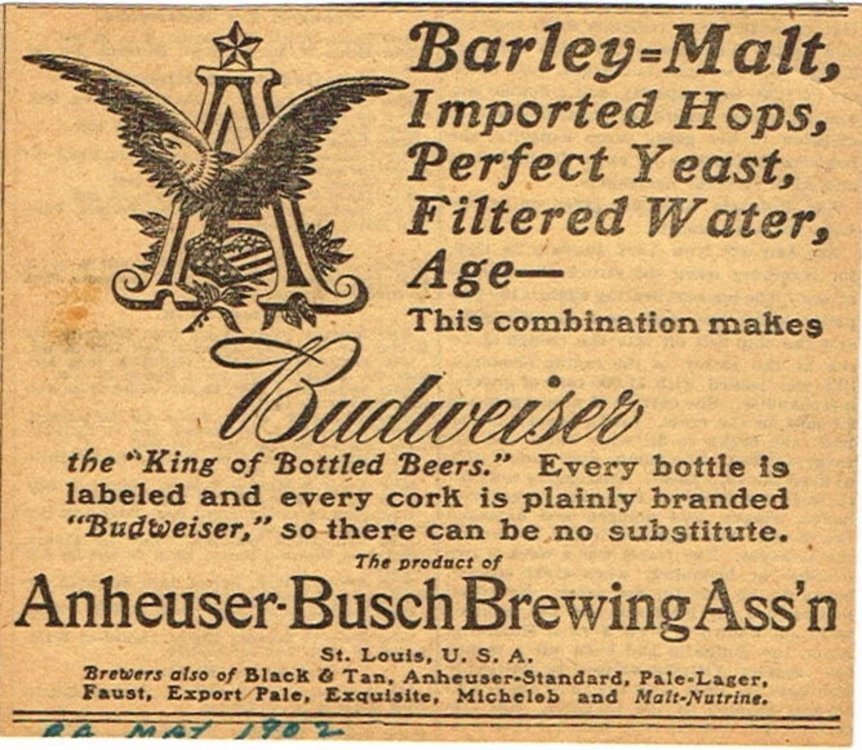 Barley=Malt,
Imported Hops,
Perfect Yeast,
Filtered Water,
Age—
This combination makes
Budweiser
the "King of Bottled Beers." Every bottle is
labeled and every cork is plainly branded
"Budweiser," so there can be no substitute.
The product of
Anheuser-Busch Brewing Ass'n
St. Louis, U. S. A.
Brewers also of Black & Tan, Anheuser-Standard, Pale-Lager,
Faust, Export Pale, Exquisite, Michelob and Malt-Nutrine.
MAY 1902